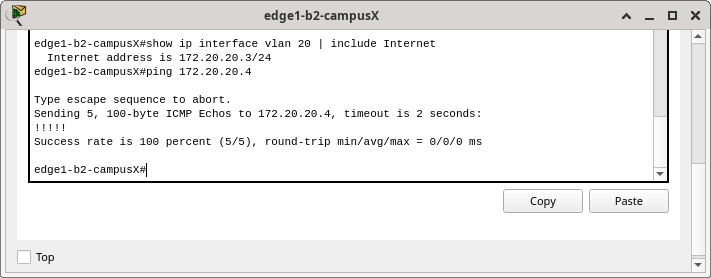 edge1-b2-campusX
edge1-b2-campusX#show ip interface vlan 20 | include Internet
  Internet address is 172.20.20.3/24
edge1-b2-campusX#ping 172.20.20.4

Type escape sequence to abort.
Sending 5, 100-byte ICMP Echos to 172.20.20.4, timeout is 2 seconds:
!!!!!
Success rate is 100 percent (5/5), round-trip min/avg/max = 0/0/0 ms

edge1-b2-campusX#
Copy Paste
Top